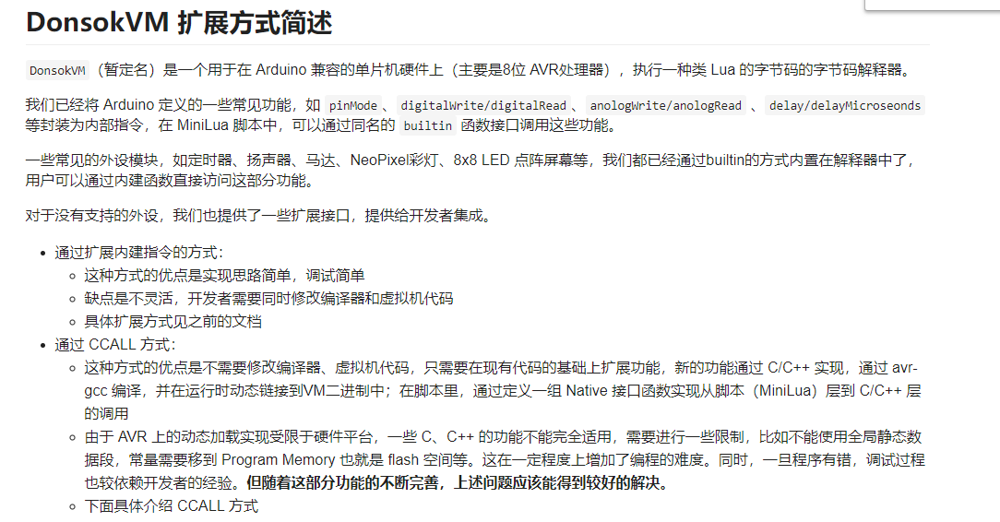 DonsokVM 扩展方式简述
DonsokVM （暂定名）是一个用于在 Arduino 兼容的单片机硬件上（主要是8位 AVR处理器），执行一种类 Lua 的字节码的字节码解释器。
我们已经将 Arduino 定义的一些常见功能，如 pinMode 、 digitalWrite/digitalRead 、 anologWrite/anologRead 、 delay/delayMicroseonds
等封装为内部指令，在 MiniLua 脚本中，可以通过同名的 builtin 函数接口调用这些功能。
一些常见的外设模块，如定时器、扬声器、马达、NeoPixel彩灯、8x8 LED 点阵屏幕等，我们都已经通过builtin的方式内置在解释器中了，
用户可以通过内建函数直接访问这部分功能。
对于没有支持的外设，我们也提供了一些扩展接口，提供给开发者集成。
• 通过扩展内建指令的方式：
◦ 这种方式的优点是实现思路简单，调试简单
◦ 缺点是不灵活，开发者需要同时修改编译器和虚拟机代码
◦ 具体扩展方式见之前的文档
• 通过 CCALL 方式：
◦ 这种方式的优点是不需要修改编译器、虚拟机代码，只需要在现有代码的基础上扩展功能，新的功能通过 C/C++ 实现，通过 avr-
gcc 编译，并在运行时动态链接到VM二进制中；在脚本里，通过定义一组 Native 接口函数实现从脚本（MiniLua）层到 C/C++ 层
的调用
◦ 由于 AVR 上的动态加载实现受限于硬件平台，一些 C、C++ 的功能不能完全适用，需要进行一些限制，比如不能使用全局静态数
据段，常量需要移到 Program Memory 也就是 flash 空间等。这在一定程度上增加了编程的难度。同时，一旦程序有错，调试过程
也较依赖开发者的经验。但随着这部分功能的不断完善，上述问题应该能得到较好的解决。
◦ 下面具体介绍 CCALL 方式